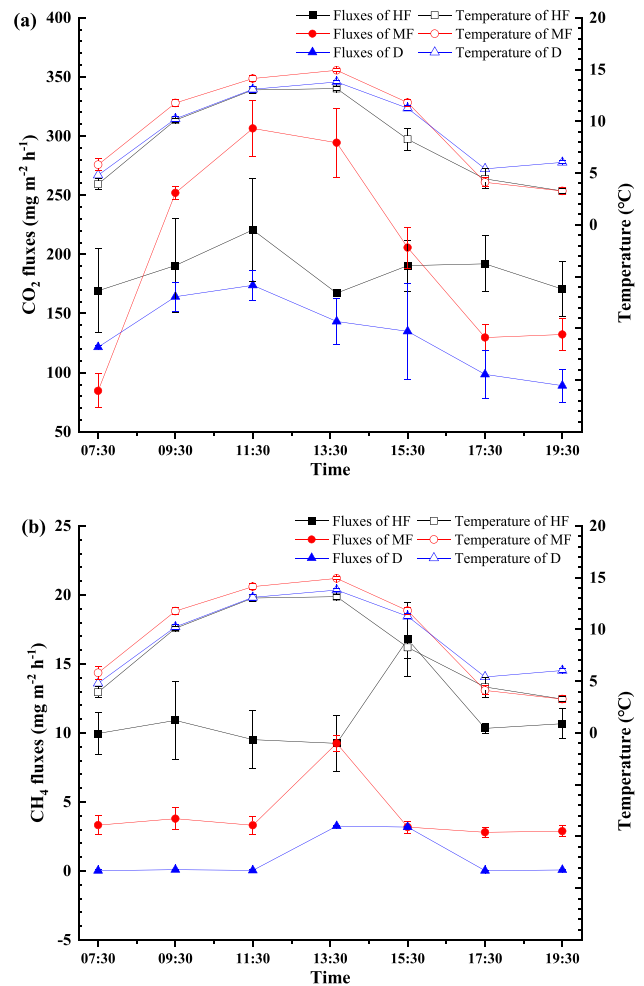 (a)
Fluxes of HF
Temperature of HF
Fluxes of MF
Temperature of MF
Fluxes of D
Temperature of D
400
350
300
250
200
150
100
50
CO2 fluxes (mg m⁻² h⁻¹)
20
15
10
5
0
Temperature (℃)
07:30 09:30 11:30 13:30 15:30 17:30 19:30
Time
(b)
Fluxes of HF
Temperature of HF
Fluxes of MF
Temperature of MF
Fluxes of D
Temperature of D
25
20
15
10
5
0
-5
CH4 fluxes (mg m⁻² h⁻¹)
20
15
10
5
0
Temperature (℃)
07:30 09:30 11:30 13:30 15:30 17:30 19:30
Time